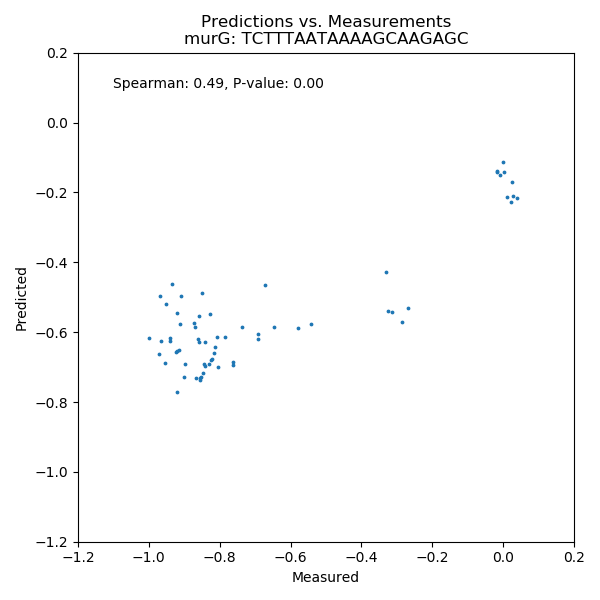 Predictions vs. Measurements
murG: TCTTTAATAAAAGCAAGAGC
Spearman: 0.49, P-value: 0.00
0.2
0.0
−0.2
−0.4
−0.6
−0.8
−1.0
−1.2
Predicted
−1.2 −1.0 −0.8 −0.6 −0.4 −0.2 0.0 0.2
Measured